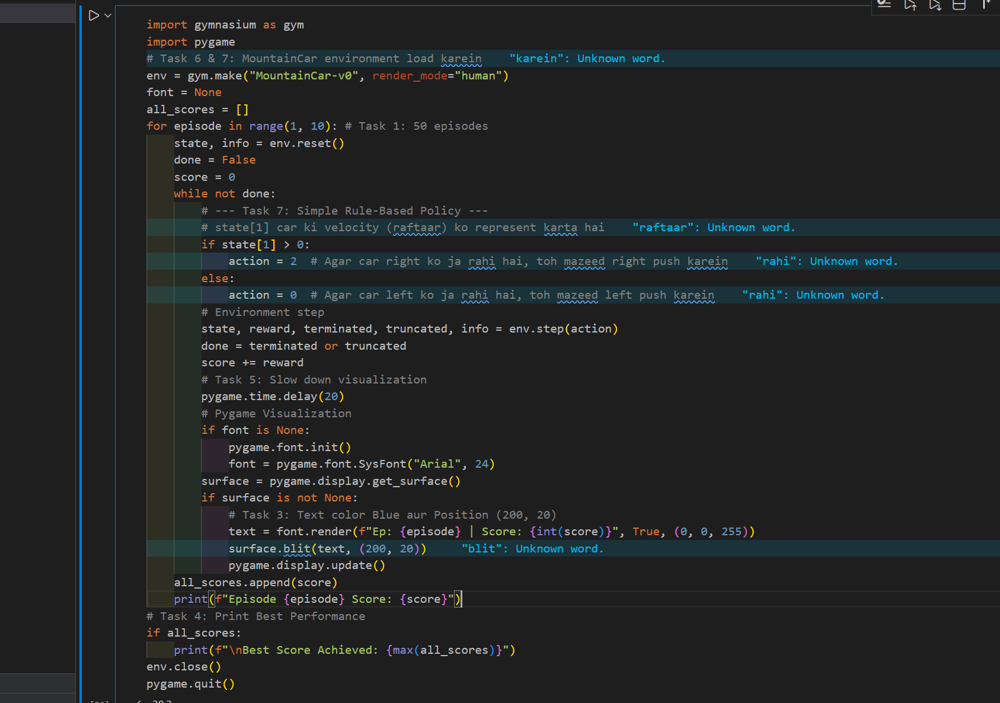 import gymnasium as gym
import pygame
# Task 6 & 7: MountainCar environment load karein    "karein": Unknown word.
env = gym.make("MountainCar-v0", render_mode="human")
font = None
all_scores = []
for episode in range(1, 10): # Task 1: 50 episodes
    state, info = env.reset()
    done = False
    score = 0
    while not done:
        # --- Task 7: Simple Rule-Based Policy ---
        # state[1] car ki velocity (raftaar) ko represent karta hai    "raftaar": Unknown word.
        if state[1] > 0:
            action = 2  # Agar car right ko ja rahi hai, toh mazeed right push karein    "rahi": Unknown word.
        else:
            action = 0  # Agar car left ko ja rahi hai, toh mazeed left push karein    "rahi": Unknown word.
        # Environment step
        state, reward, terminated, truncated, info = env.step(action)
        done = terminated or truncated
        score += reward
        # Task 5: Slow down visualization
        pygame.time.delay(20)
        # Pygame Visualization
        if font is None:
            pygame.font.init()
            font = pygame.font.SysFont("Arial", 24)
        surface = pygame.display.get_surface()
        if surface is not None:
            # Task 3: Text color Blue aur Position (200, 20)
            text = font.render(f"Ep: {episode} | Score: {int(score)}", True, (0, 0, 255))
            surface.blit(text, (200, 20))     "blit": Unknown word.
            pygame.display.update()
    all_scores.append(score)
    print(f"Episode {episode} Score: {score}")
# Task 4: Print Best Performance
if all_scores:
    print(f"\nBest Score Achieved: {max(all_scores)}")
env.close()
pygame.quit()